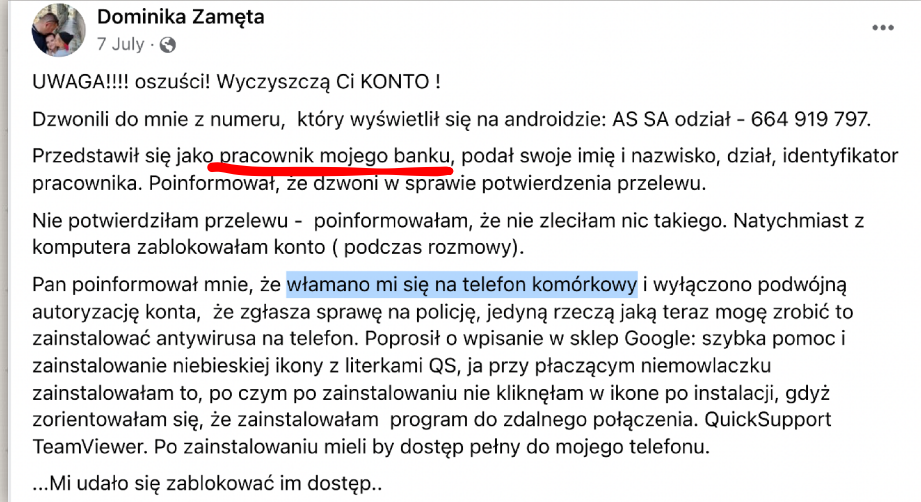 Dominika Zamęta
7 July ·
UWAGA!!!! oszuści! Wyczyszczą Ci KONTO !
Dzwonili do mnie z numeru, który wyświetlił się na androidzie: AS SA odział - 664 919 797.
Przedstawił się jako pracownik mojego banku, podał swoje imię i nazwisko, dział, identyfikator
pracownika. Poinformował, że dzwoni w sprawie potwierdzenia przelewu.
Nie potwierdziłam przelewu - poinformowałam, że nie zleciłam nic takiego. Natychmiast z
komputera zablokowałam konto ( podczas rozmowy).
Pan poinformował mnie, że włamano mi się na telefon komórkowy i wyłączono podwójną
autoryzację konta, że zgłasza sprawę na policję, jedyną rzeczą jaką teraz mogę zrobić to
zainstalować antywirusa na telefon. Poprosił o wpisanie w sklep Google: szybka pomoc i
zainstalowanie niebieskiej ikony z literkami QS, ja przy płaczącym niemowlaczku
zainstalowałam to, po czym po zainstalowaniu nie kliknęłam w ikone po instalacji, gdyż
zorientowałam się, że zainstalowałam program do zdalnego połączenia. QuickSupport
TeamViewer. Po zainstalowaniu mieli by dostęp pełny do mojego telefonu.
...Mi udało się zablokować im dostęp..